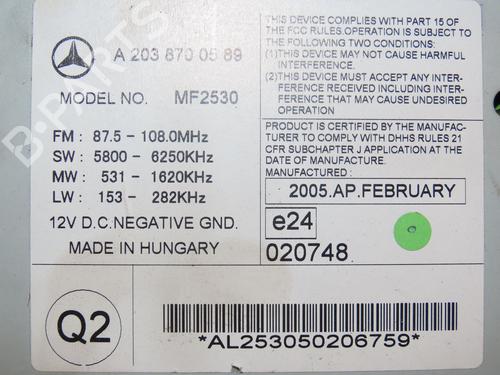 A 203 870 05 89
MODEL NO. MF2530
FM : 87.5 - 108.0MHz
SW : 5800 - 6250KHz
MW : 531 - 1620KHz
LW : 153 - 282KHz
12V D.C.NEGATIVE GND.
MADE IN HUNGARY
THIS DEVICE COMPLIES WITH PART 15 OF
THE FCC RULES.OPERATION IS SUBJECT TO
THE FOLLOWING TWO CONDITIONS:
(1)THIS DEVICE MAY NOT CAUSE HARMFUL
INTERFERENCE.
(2)THIS DEVICE MUST ACCEPT ANY INTER-
FERENCE RECEIVED INCLUDING INTER-
FERENCE THAT MAY CAUSE UNDESIRED
OPERATION
PRODUCT IS CERTIFIED BY THE MANUFAC-
TURER TO COMPLY WITH DHHS RULES 21
CFR SUBCHAPTER J APPLICATION AT THE
DATE OF MANUFACTURE.
MANUFACTURED :
2005.AP.FEBRUARY
e24
020748
Q2
*AL253050206759*
B-PARTS